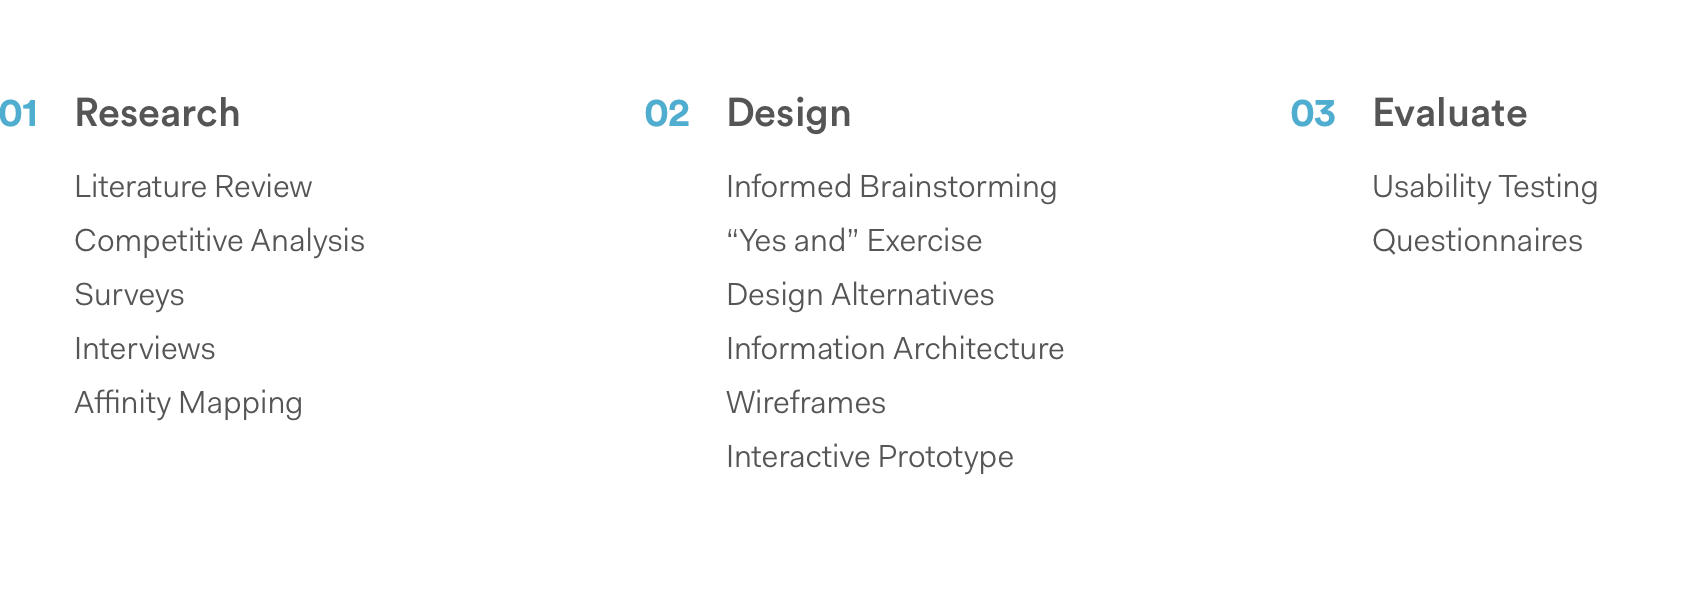 01 Research
Literature Review
Competitive Analysis
Surveys
Interviews
Affinity Mapping
02 Design
Informed Brainstorming
“Yes and” Exercise
Design Alternatives
Information Architecture
Wireframes
Interactive Prototype
03 Evaluate
Usability Testing
Questionnaires